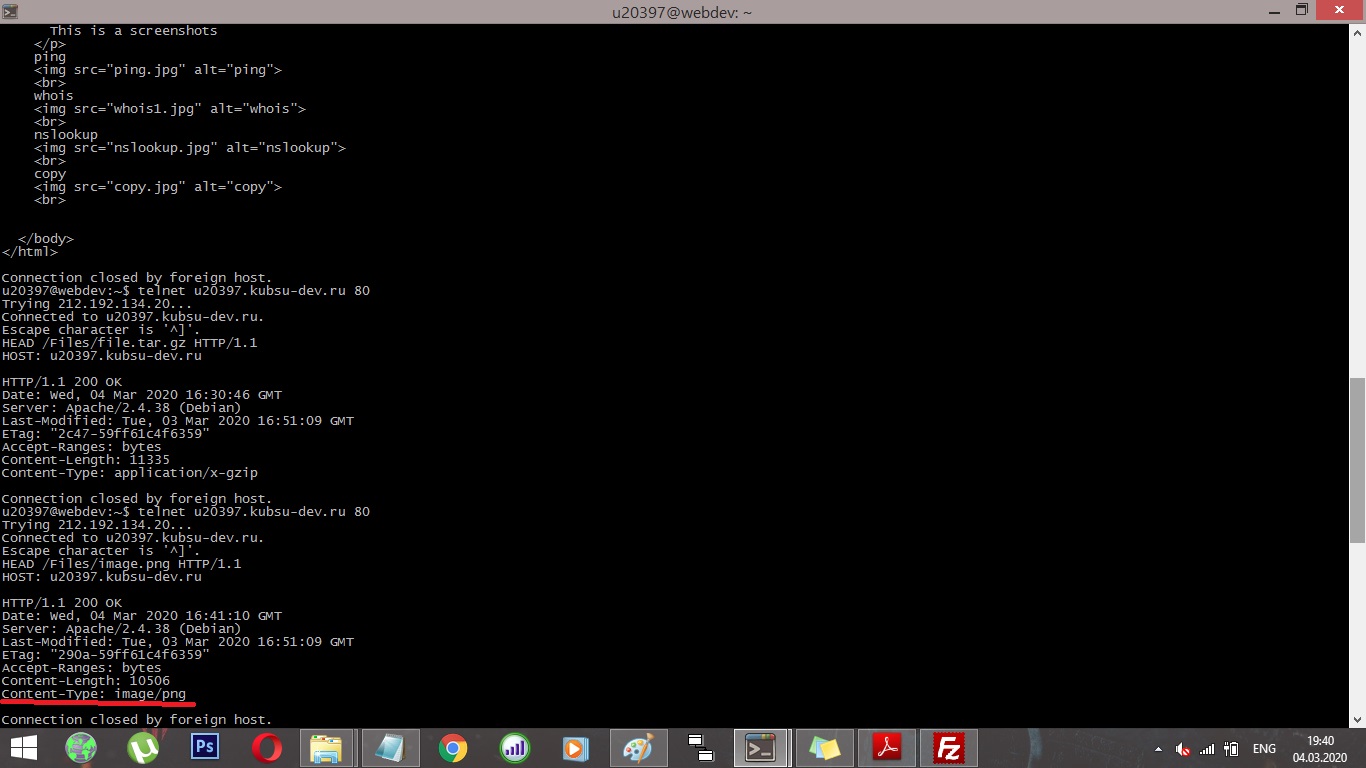 u20397@webdev: ~
This is a screenshots
</p>
ping
<img src="ping.jpg" alt="ping">
<br>
whois
<img src="whois1.jpg" alt="whois">
<br>
nslookup
<img src="nslookup.jpg" alt="nslookup">
<br>
copy
<img src="copy.jpg" alt="copy">
<br>
</body>
</html>
Connection closed by foreign host.
u20397@webdev:~$ telnet u20397.kubsu-dev.ru 80
Trying 212.192.134.20...
Connected to u20397.kubsu-dev.ru.
Escape character is '^]'.
HEAD /Files/file.tar.gz HTTP/1.1
HOST: u20397.kubsu-dev.ru
HTTP/1.1 200 OK
Date: Wed, 04 Mar 2020 16:30:46 GMT
Server: Apache/2.4.38 (Debian)
Last-Modified: Tue, 03 Mar 2020 16:51:09 GMT
ETag: "2c47-59ff61c4f6359"
Accept-Ranges: bytes
Content-Length: 11335
Content-Type: application/x-gzip
Connection closed by foreign host.
u20397@webdev:~$ telnet u20397.kubsu-dev.ru 80
Trying 212.192.134.20...
Connected to u20397.kubsu-dev.ru.
Escape character is '^]'.
HEAD /Files/image.png HTTP/1.1
HOST: u20397.kubsu-dev.ru
HTTP/1.1 200 OK
Date: Wed, 04 Mar 2020 16:41:10 GMT
Server: Apache/2.4.38 (Debian)
Last-Modified: Tue, 03 Mar 2020 16:51:09 GMT
ETag: "290a-59ff61c4f6359"
Accept-Ranges: bytes
Content-Length: 10506
Content-Type: image/png
Connection closed by foreign host.
Ps
Fz
ENG
19:40
04.03.2020